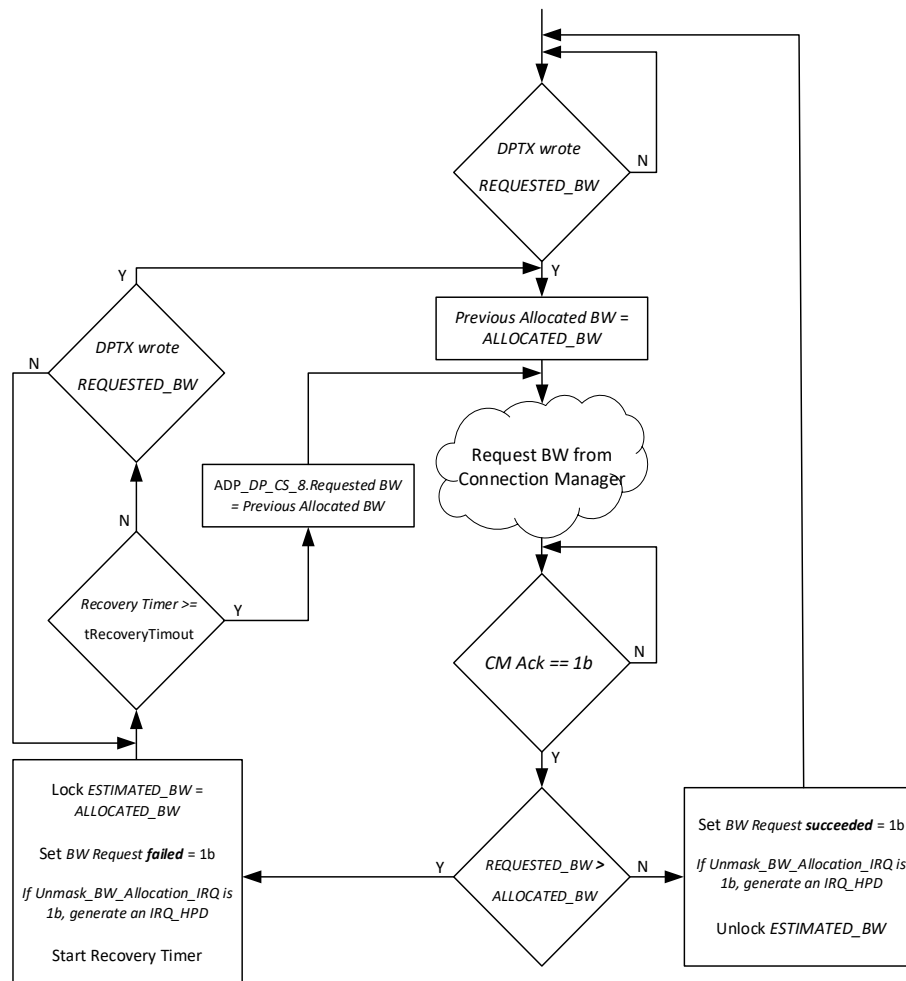 DPTX wrote
REQUESTED_BW
N
Y
Y
Previous Allocated BW =
ALLOCATED_BW
DPTX wrote
REQUESTED_BW
N
Request BW from
Connection Manager
ADP_DP_CS_8.Requested BW
= Previous Allocated BW
N
Recovery Timer >=
tRecoveryTimout
Y
CM Ack == 1b
N
Y
Lock ESTIMATED_BW =
ALLOCATED_BW
Set BW Request failed = 1b
If Unmask_BW_Allocation_IRQ is
1b, generate an IRQ_HPD
Start Recovery Timer
Y
REQUESTED_BW >
ALLOCATED_BW
N
Set BW Request succeeded = 1b
If Unmask_BW_Allocation_IRQ is
1b, generate an IRQ_HPD
Unlock ESTIMATED_BW